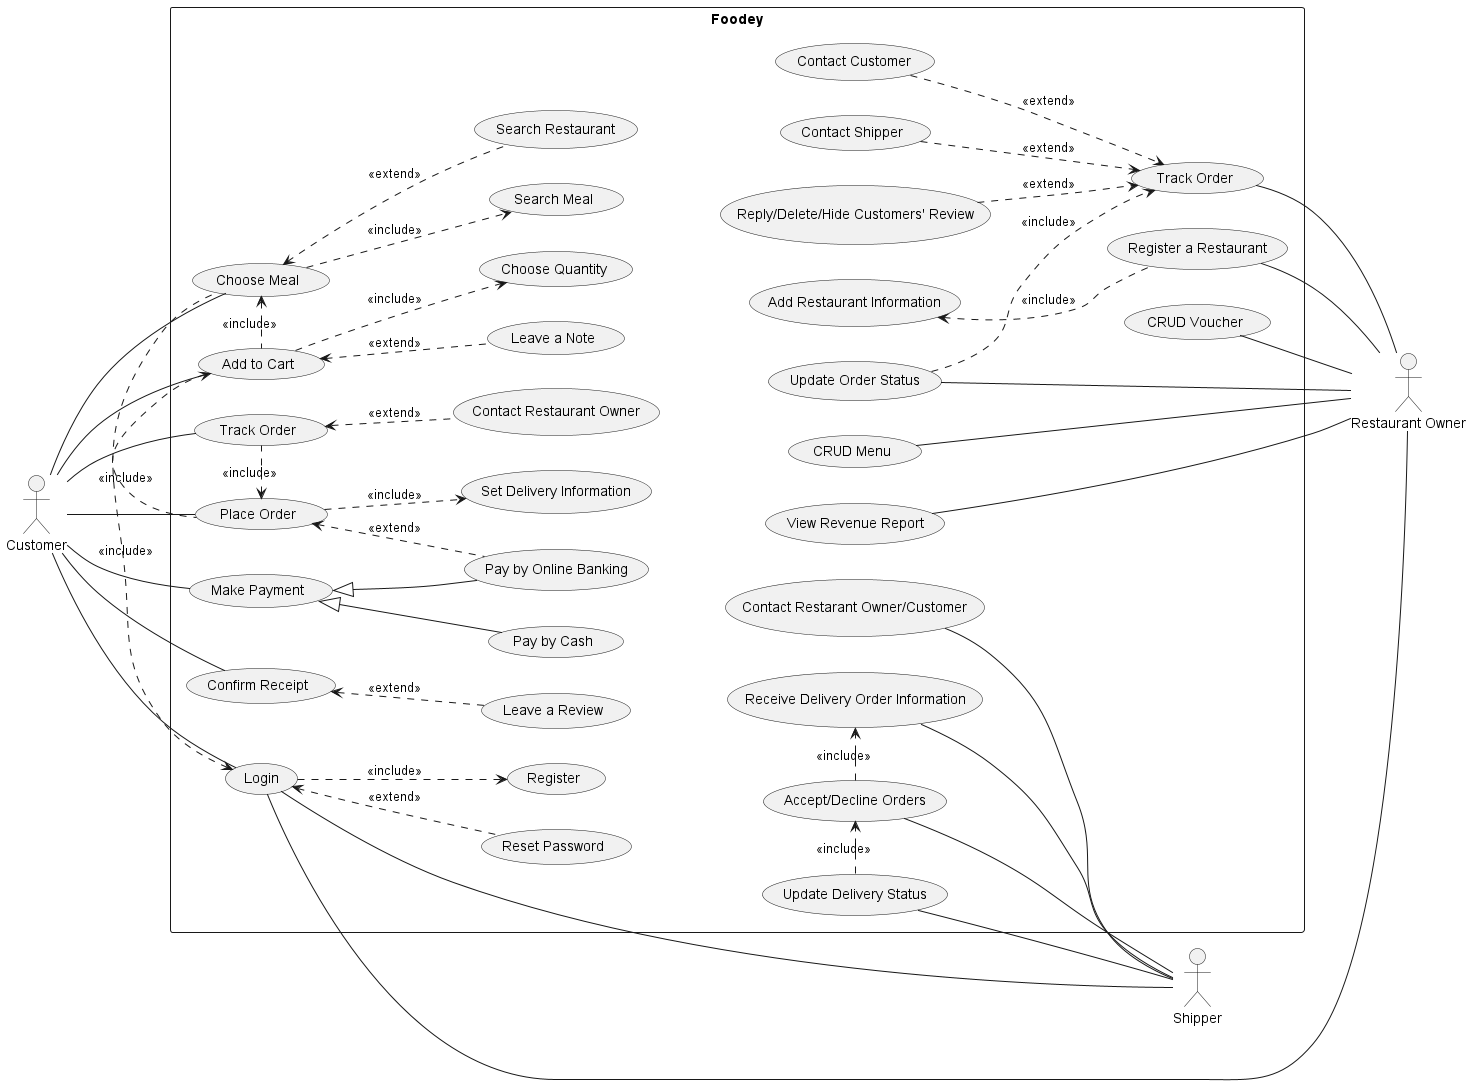 Foodey
Contact Customer
«extend»
Search Restaurant
Contact Shipper
«extend»
«extend»
Track Order
«extend»
Search Meal
Reply/Delete/Hide Customers' Review
«include»
«include»
Register a Restaurant
Choose Meal
Choose Quantity
Add Restaurant Information
«include»
«include»
CRUD Voucher
«include»
Leave a Note
«extend»
Add to Cart
Update Order Status
Contact Restaurant Owner
«extend»
Restaurant Owner
Track Order
CRUD Menu
«include»
«include»
Set Delivery Information
«include»
Place Order
«extend»
View Revenue Report
Customer
«include»
Pay by Online Banking
Make Payment
Contact Restarant Owner/Customer
Pay by Cash
Confirm Receipt
«extend»
Receive Delivery Order Information
Leave a Review
«include»
Login
«include»
Register
«extend»
Accept/Decline Orders
Reset Password
«include»
Update Delivery Status
Shipper